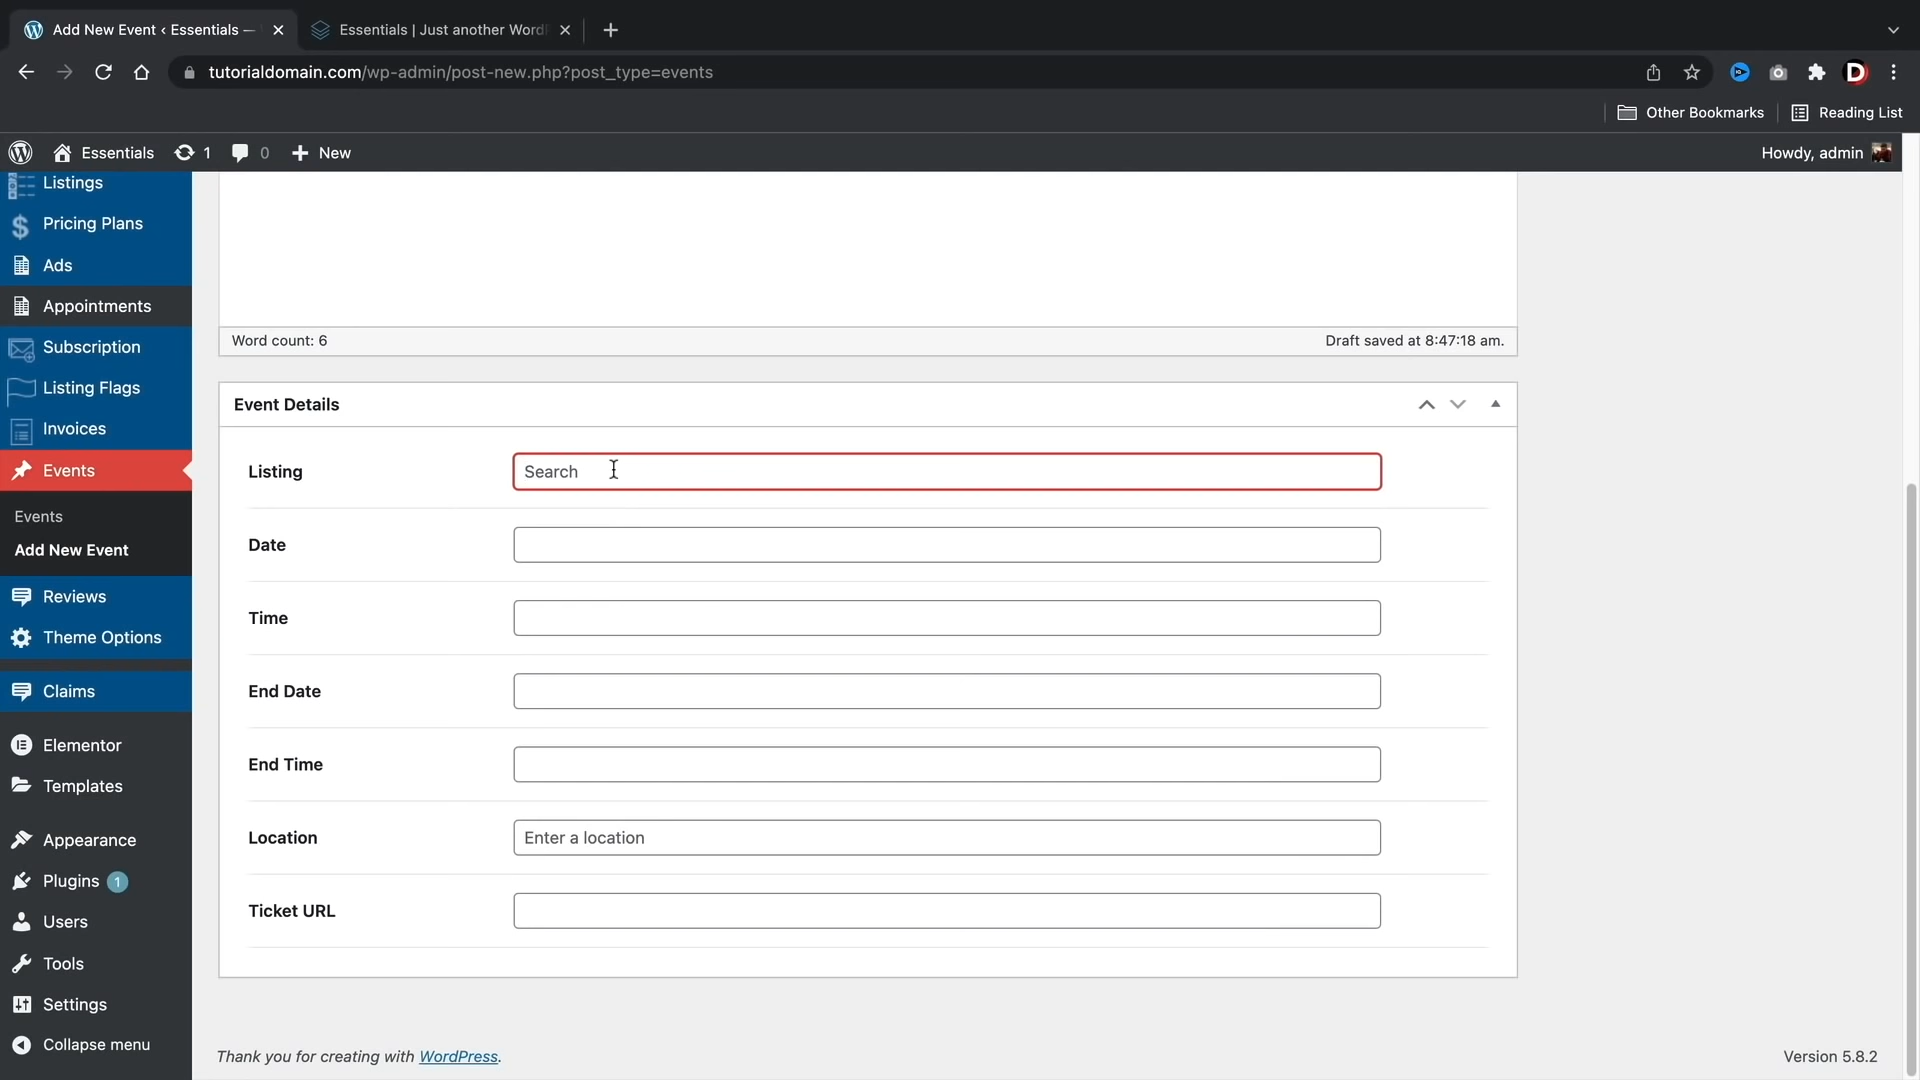 Add New Event ‹ Essentials —
Essentials | Just another Word
tutorialdomain.com/wp-admin/post-new.php?post_type=events
Other Bookmarks
Reading List
Essentials
1
0
New
Howdy, admin
Listings
Pricing Plans
Ads
Appointments
Subscription
Listing Flags
Invoices
Events
Events
Add New Event
Reviews
Theme Options
Claims
Elementor
Templates
Appearance
Plugins 1
Users
Tools
Settings
Collapse menu
Word count: 6
Draft saved at 8:47:18 am.
Event Details
Listing
Search
Date
Time
End Date
End Time
Location
Enter a location
Ticket URL
Thank you for creating with WordPress.
Version 5.8.2